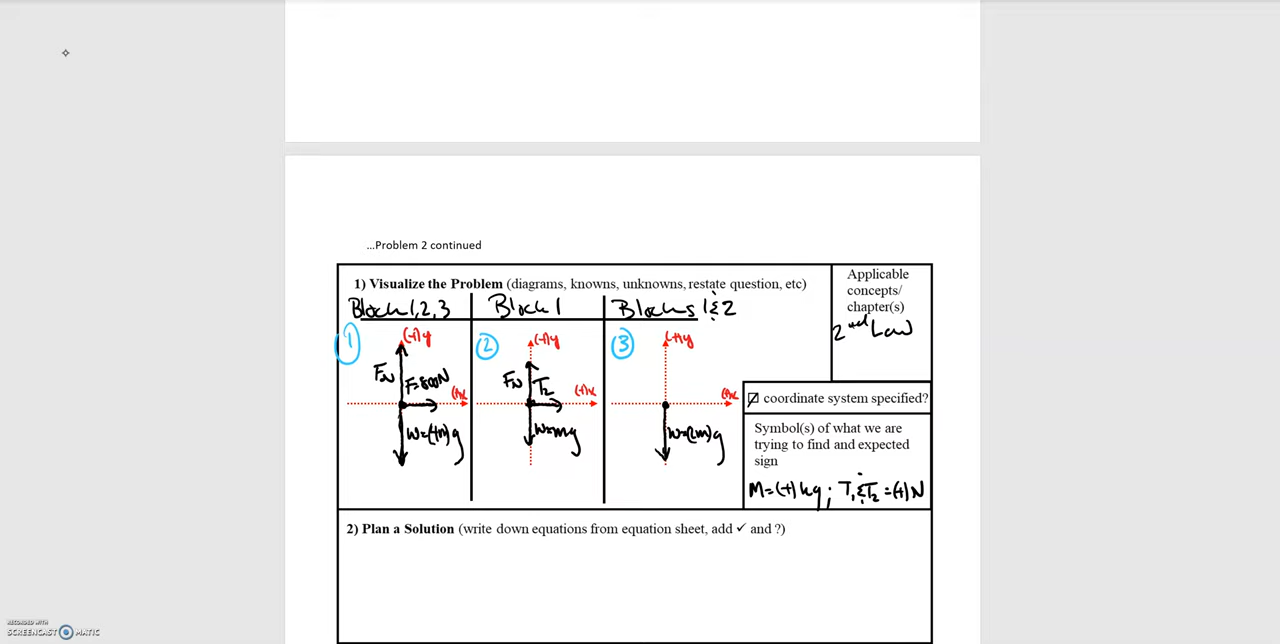 ...Problem 2 continued
1) Visualize the Problem (diagrams, knowns, unknowns, restate question, etc)
Applicable
concepts/
chapter(s)
2nd Law
Block 1,2,3
Block 1
Blocks 1 & 2
1
(+)y
2
(+)y
3
(+)y
FN
F=800N
(+)x
FN
T2
(+)x
(+)x
W=mg
W=(2m)g
coordinate system specified?
Symbol(s) of what we are
trying to find and expected
sign
M=(+)kg; T1 & T2 = (+)N
2) Plan a Solution (write down equations from equation sheet, add ✓ and ?)
RECORDED WITH
SCREENCAST MATIC